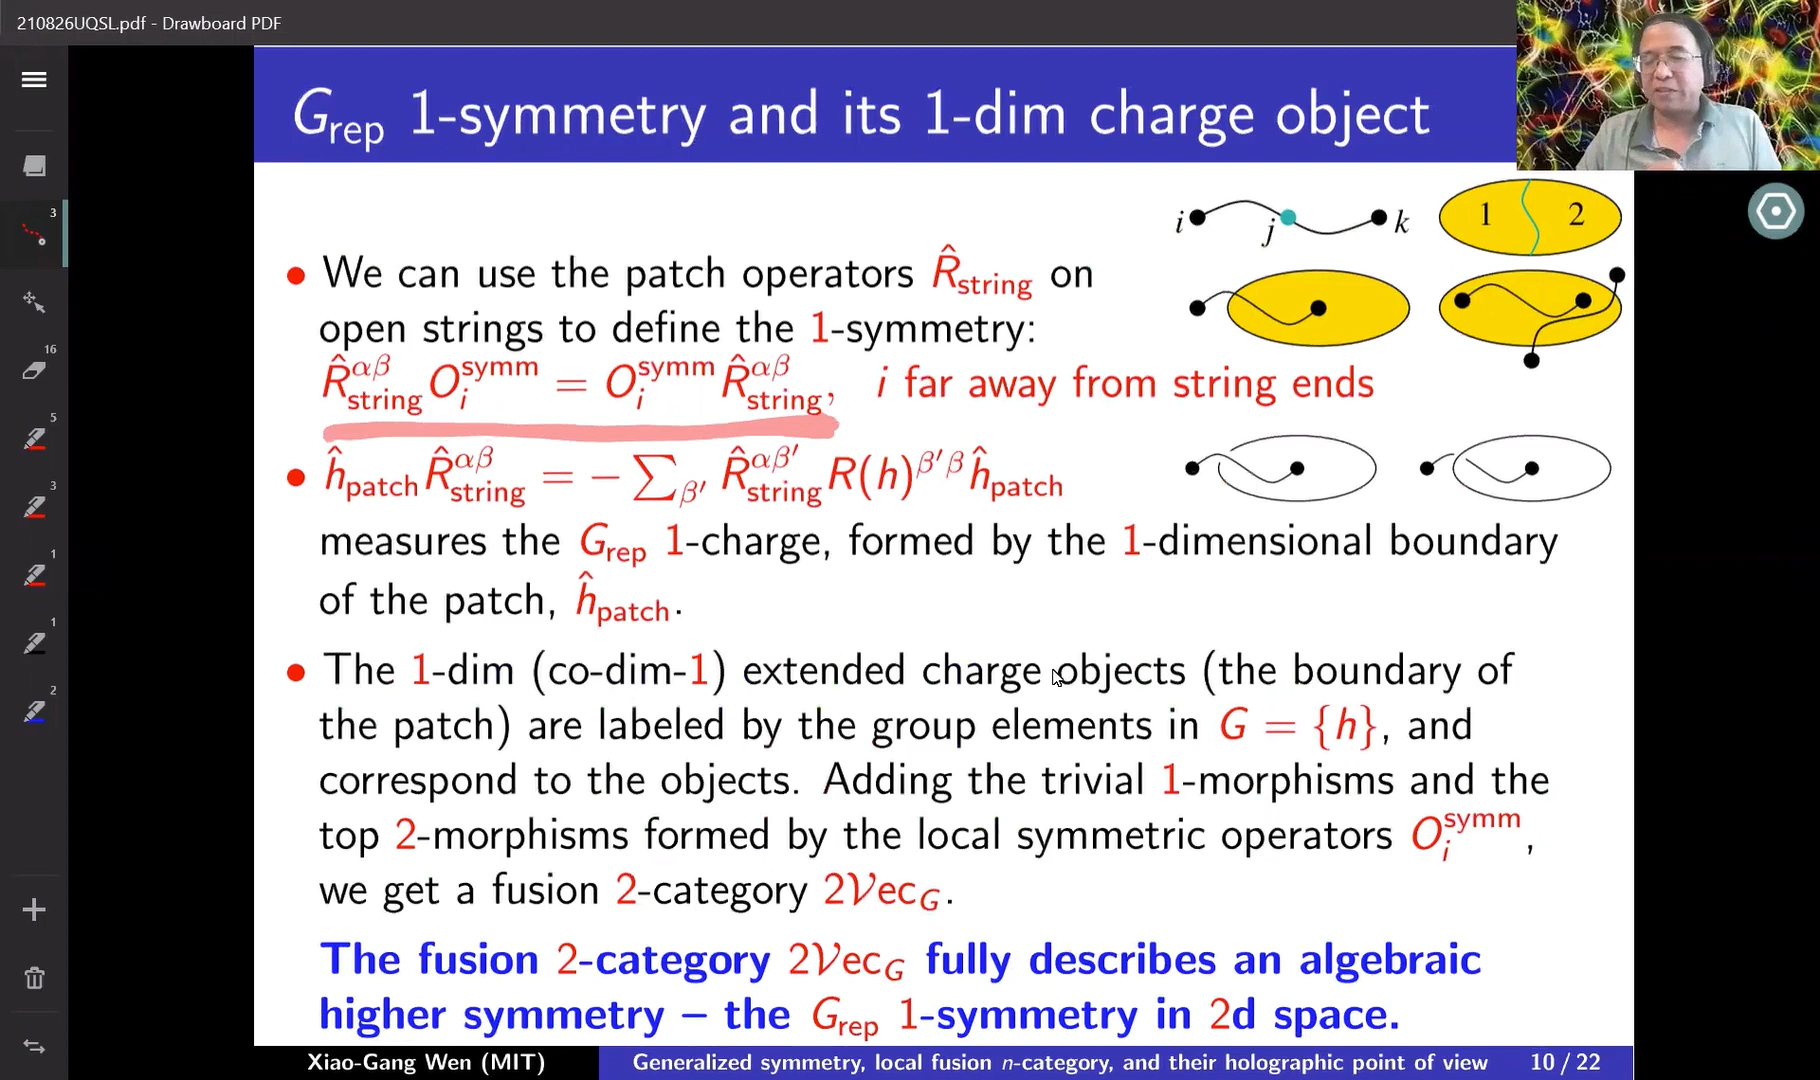 210826UQSL.pdf - Drawboard PDF
G_rep 1-symmetry and its 1-dim charge object
i j k 1 2
• We can use the patch operators R̂_string on
open strings to define the 1-symmetry:
R̂^{αβ}_string O_i^symm = O_i^symm R̂^{αβ}_string, i far away from string ends
• ĥ_patch R̂^{αβ}_string = − ∑_{β′} R̂^{αβ′}_string R(h)^{β′β} ĥ_patch
measures the G_rep 1-charge, formed by the 1-dimensional boundary
of the patch, ĥ_patch.
• The 1-dim (co-dim-1) extended charge objects (the boundary of
the patch) are labeled by the group elements in G = {h}, and
correspond to the objects. Adding the trivial 1-morphisms and the
top 2-morphisms formed by the local symmetric operators O_i^symm,
we get a fusion 2-category 2𝒱ec_G.
The fusion 2-category 2𝒱ec_G fully describes an algebraic
higher symmetry – the G_rep 1-symmetry in 2d space.
Xiao-Gang Wen (MIT) Generalized symmetry, local fusion n-category, and their holographic point of view 10 / 22
3
16
5
3
1
1
2